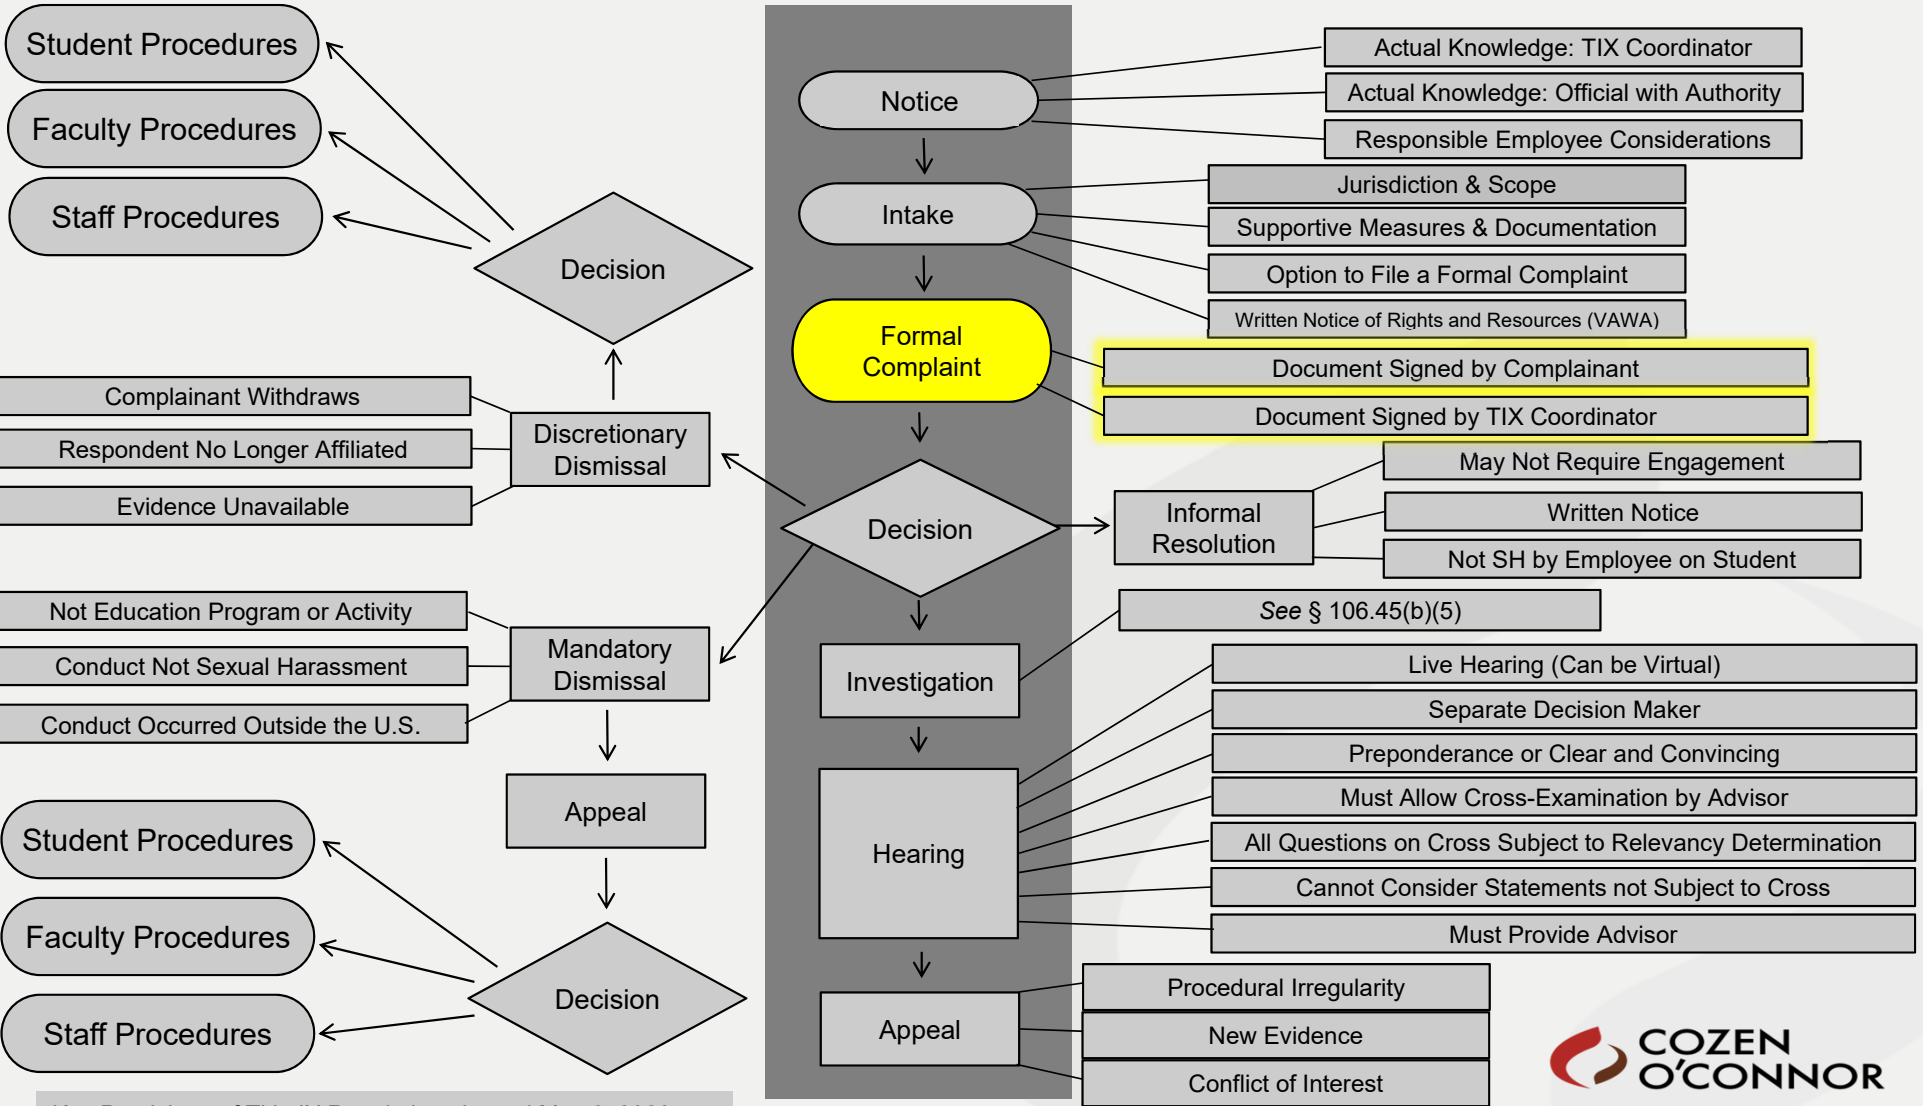 Student Procedures
Faculty Procedures
Staff Procedures
Decision
Complainant Withdraws
Respondent No Longer Affiliated
Evidence Unavailable
Discretionary
Dismissal
Not Education Program or Activity
Conduct Not Sexual Harassment
Conduct Occurred Outside the U.S.
Mandatory
Dismissal
Appeal
Student Procedures
Faculty Procedures
Staff Procedures
Decision
Notice
Actual Knowledge: TIX Coordinator
Actual Knowledge: Official with Authority
Responsible Employee Considerations
Intake
Jurisdiction & Scope
Supportive Measures & Documentation
Option to File a Formal Complaint
Written Notice of Rights and Resources (VAWA)
Formal
Complaint
Document Signed by Complainant
Document Signed by TIX Coordinator
Decision
Informal
Resolution
May Not Require Engagement
Written Notice
Not SH by Employee on Student
Investigation
See § 106.45(b)(5)
Hearing
Live Hearing (Can be Virtual)
Separate Decision Maker
Preponderance or Clear and Convincing
Must Allow Cross-Examination by Advisor
All Questions on Cross Subject to Relevancy Determination
Cannot Consider Statements not Subject to Cross
Must Provide Advisor
Appeal
Procedural Irregularity
New Evidence
Conflict of Interest
COZEN
O'CONNOR